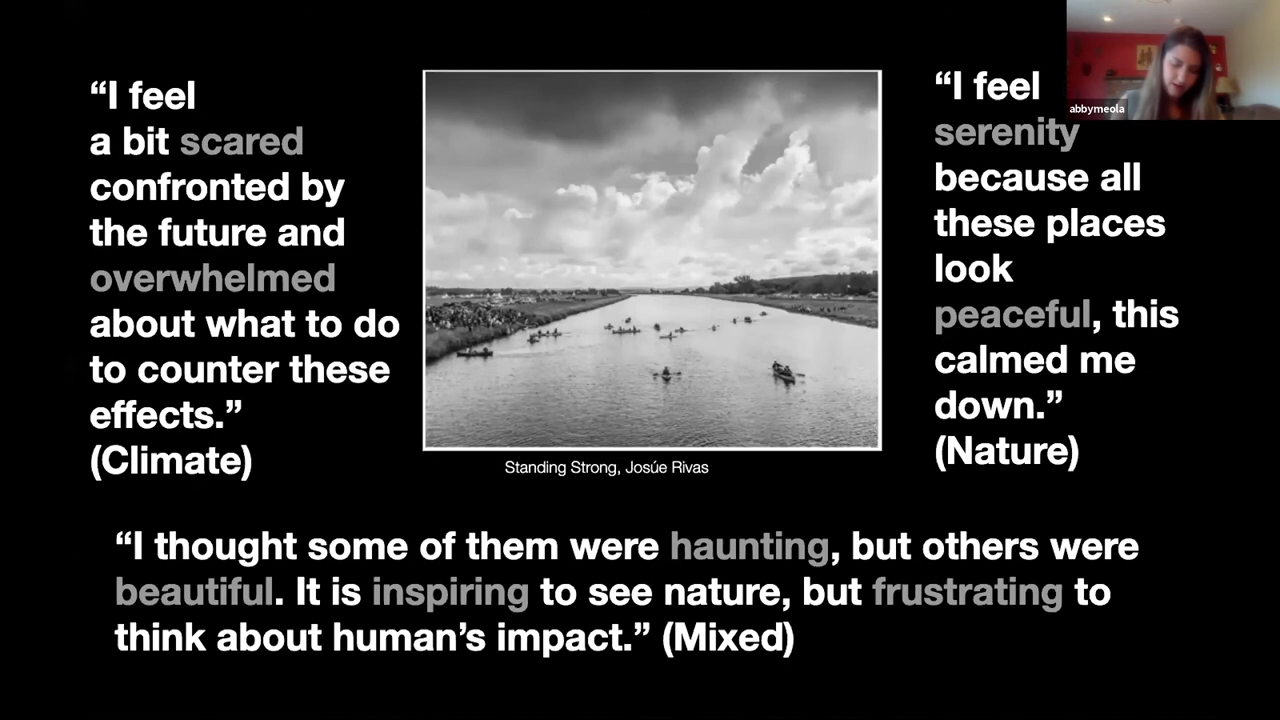 “I feel
a bit scared
confronted by
the future and
overwhelmed
about what to do
to counter these
effects.”
(Climate)
Standing Strong, Josúe Rivas
“I feel
serenity
because all
these places
look
peaceful, this
calmed me
down.”
(Nature)
abbymeola
“I thought some of them were haunting, but others were
beautiful. It is inspiring to see nature, but frustrating to
think about human’s impact.” (Mixed)